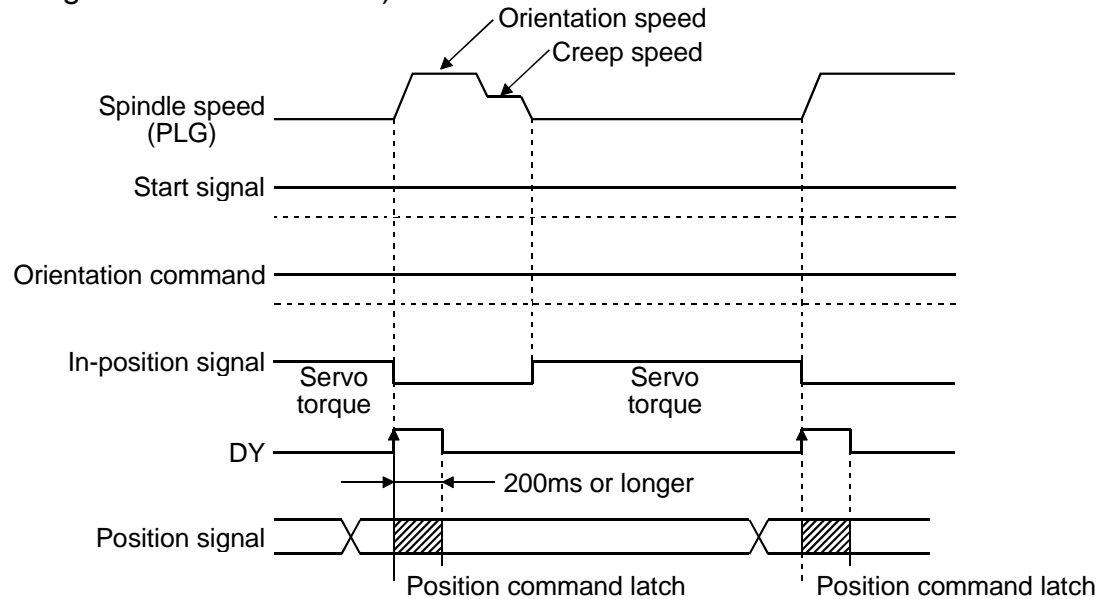 Orientation speed
Creep speed
Spindle speed
(PLG)
Start signal
Orientation command
In-position signal
Servo
torque
Servo
torque
DY
200ms or longer
Position signal
Position command latch
Position command latch